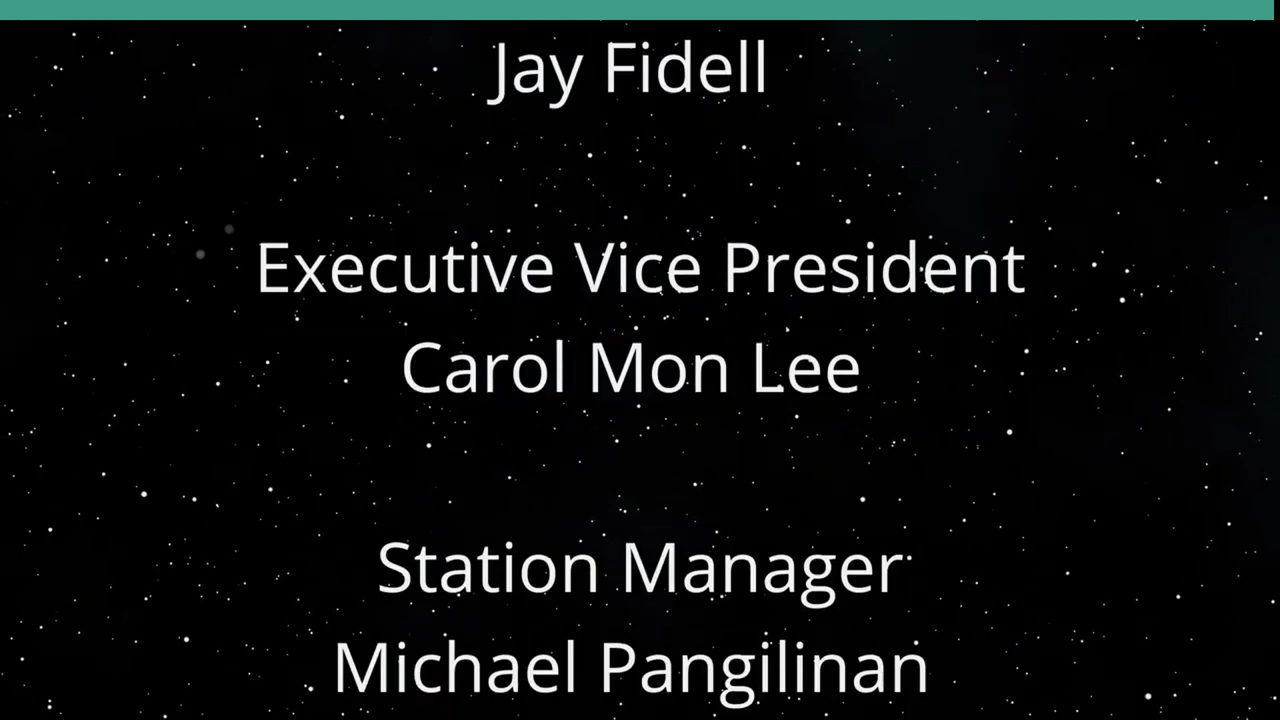 Jay Fidell
Executive Vice President
Carol Mon Lee
Station Manager
Michael Pangilinan